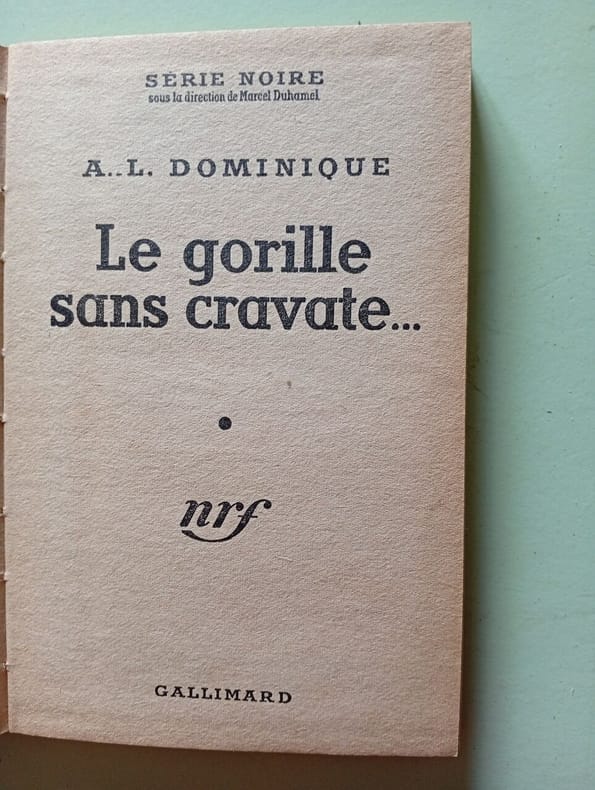 SÉRIE NOIRE
sous la direction de Marcel Duhamel.
A..L. DOMINIQUE
Le gorille
sans cravate...
nrf
GALLIMARD